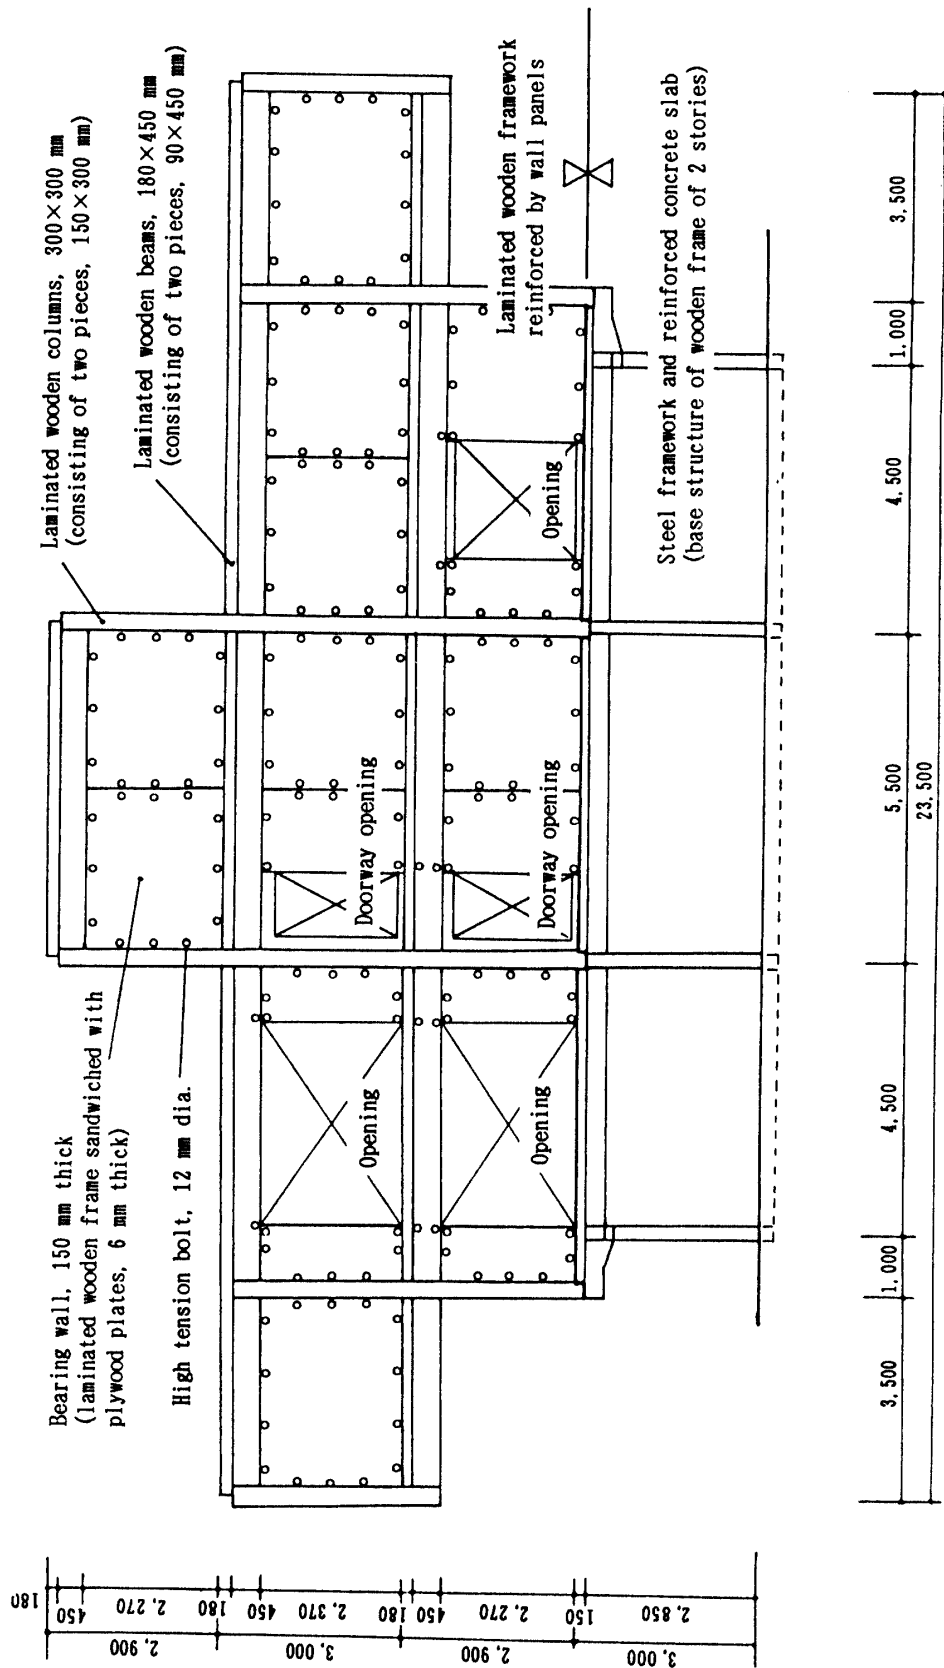 Laminated wooden columns, 300×300 mm
(consisting of two pieces, 150×300 mm)
Laminated wooden beams, 180×450 mm
(consisting of two pieces, 90×450 mm)
Bearing wall, 150 mm thick
(laminated wooden frame sandwiched with
plywood plates, 6 mm thick)
High tension bolt, 12 mm dia.
Opening
Doorway opening
Opening
Doorway opening
Opening
Laminated wooden framework
reinforced by wall panels
Steel framework and reinforced concrete slab
(base structure of wooden frame of 2 stories)
180
450
2,270
180
450
2,370
180
450
2,270
150
2,850
2,900
3,000
2,900
3,000
3,500
1.000
4,500
5,500
4,500
1.000
3,500
23,500